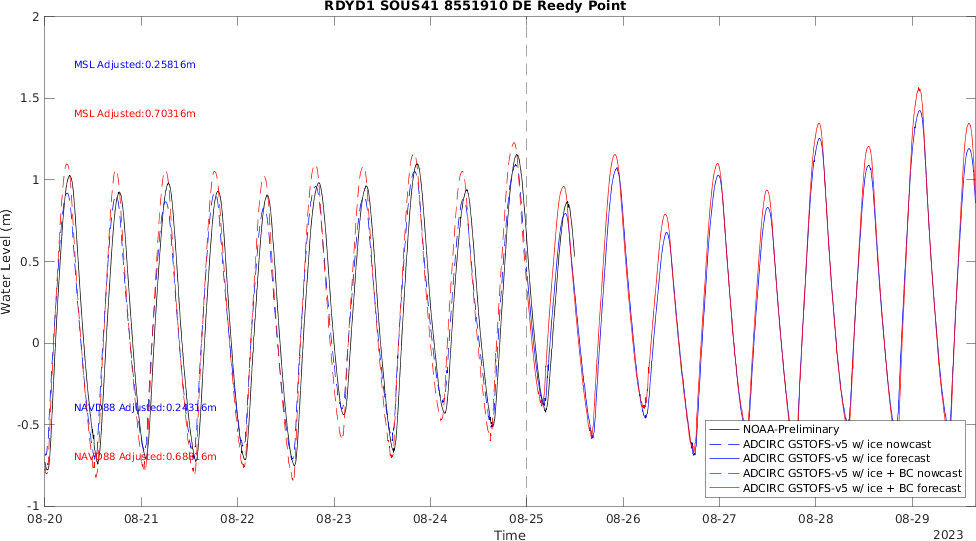 RDYD1 SOUS41 8551910 DE Reedy Point
2
1.5
1
0.5
0
-0.5
-1
Water Level (m)
MSL Adjusted:0.25816m
MSL Adjusted:0.70316m
NAVD88 Adjusted:0.24316m
NAVD88 Adjusted:0.68816m
NOAA-Preliminary
ADCIRC GSTOFS-v5 w/ ice nowcast
ADCIRC GSTOFS-v5 w/ ice forecast
ADCIRC GSTOFS-v5 w/ ice + BC nowcast
ADCIRC GSTOFS-v5 w/ ice + BC forecast
08-20 08-21 08-22 08-23 08-24 08-25 08-26 08-27 08-28 08-29
Time
2023